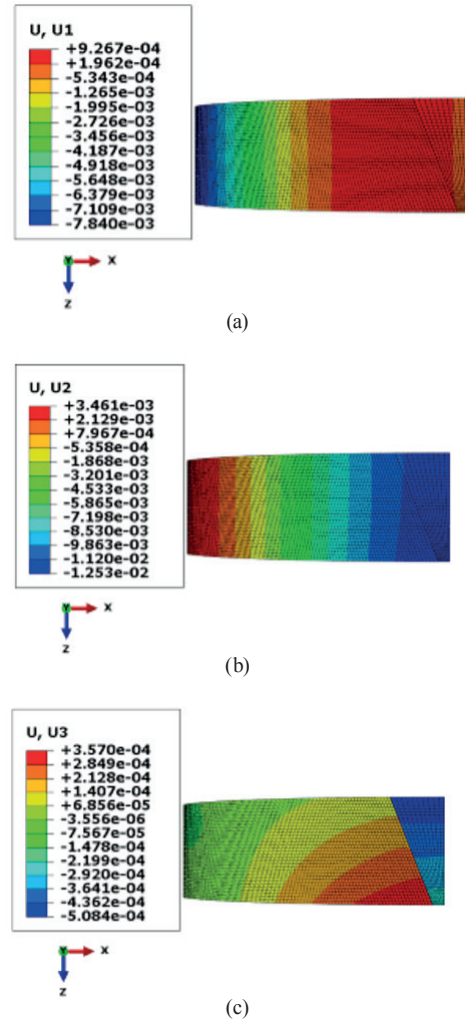 U, U1
+9.267e-04
+1.962e-04
-5.343e-04
-1.265e-03
-1.995e-03
-2.726e-03
-3.456e-03
-4.187e-03
-4.918e-03
-5.648e-03
-6.379e-03
-7.109e-03
-7.840e-03
Y
X
Z
(a)
U, U2
+3.461e-03
+2.129e-03
+7.967e-04
-5.358e-04
-1.868e-03
-3.201e-03
-4.533e-03
-5.865e-03
-7.198e-03
-8.530e-03
-9.863e-03
-1.120e-02
-1.253e-02
Y
X
Z
(b)
U, U3
+3.570e-04
+2.849e-04
+2.128e-04
+1.407e-04
+6.856e-05
-3.556e-06
-7.567e-05
-1.478e-04
-2.199e-04
-2.920e-04
-3.641e-04
-4.362e-04
-5.084e-04
Y
X
Z
(c)